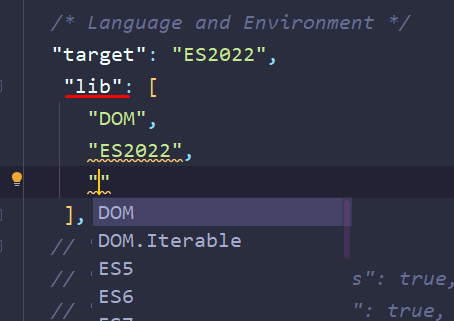 /* Language and Environment */
"target": "ES2022",
"lib": [
"DOM",
"ES2022",
""
],
DOM
DOM.Iterable
//
ES5
//
s": true,
ES6
//
": true,